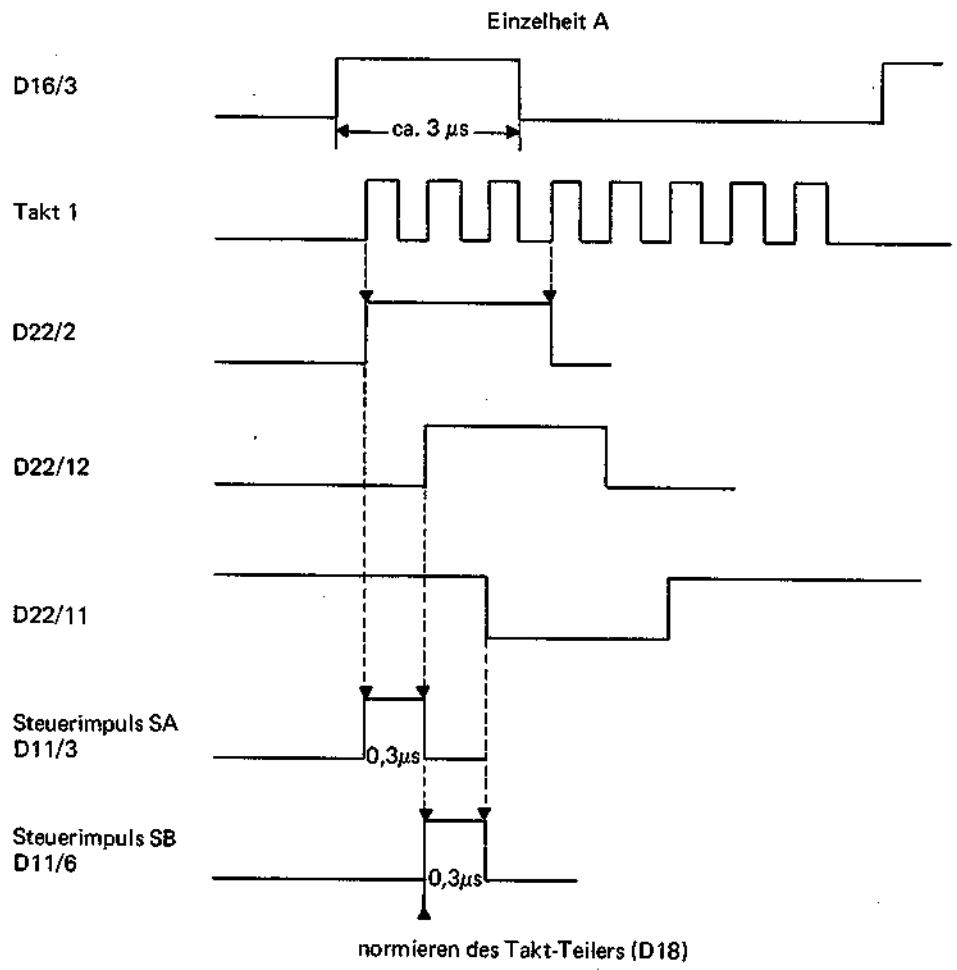 Einzelheit A
D16/3
ca. 3 µs
Takt 1
D22/2
D22/12
D22/11
Steuerimpuls SA
D11/3
0,3µs
Steuerimpuls SB
D11/6
0,3µs
normieren des Takt-Teilers (D18)